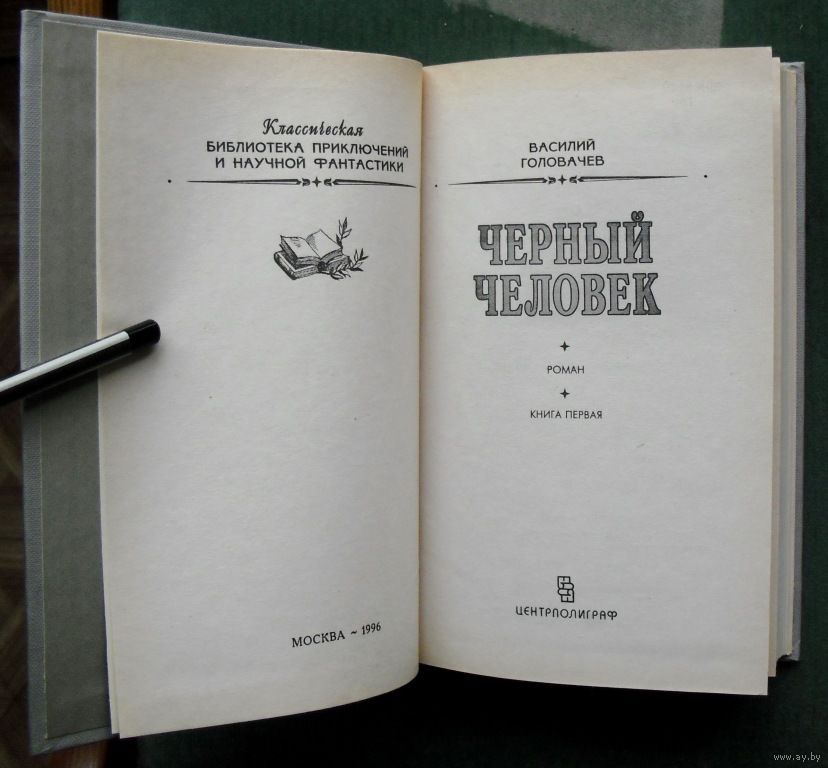 Классическая
БИБЛИОТЕКА ПРИКЛЮЧЕНИЙ
И НАУЧНОЙ ФАНТАСТИКИ
МОСКВА ~ 1996
ВАСИЛИЙ
ГОЛОВАЧЕВ
ЧЕРНЫЙ
ЧЕЛОВЕК
РОМАН
КНИГА ПЕРВАЯ
ЦЕНТРПОЛИГРАФ
www.ay.by